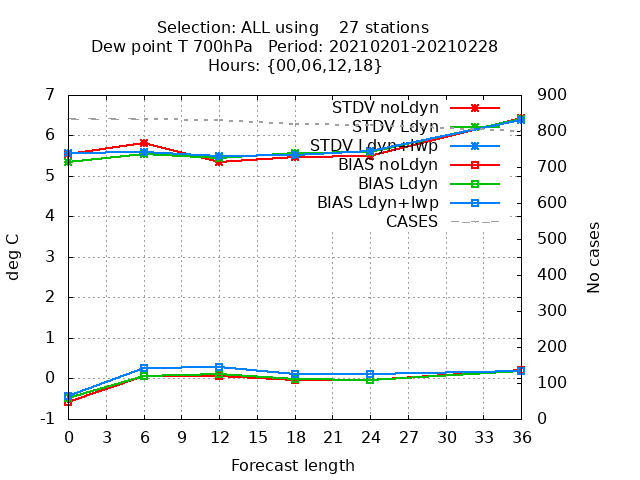 Selection: ALL using    27 stations
Dew point T 700hPa   Period: 20210201-20210228
Hours: {00,06,12,18}
7 900
STDV noLdyn
STDV Ldyn
6 800
STDV Ldyn+lwp
BIAS noLdyn
5 700
BIAS Ldyn
BIAS Ldyn+lwp
CASES
4 600
3 500
2 400
1 300
0 200
-1 100
0
deg C
No cases
0 3 6 9 12 15 18 21 24 27 30 33 36
Forecast length